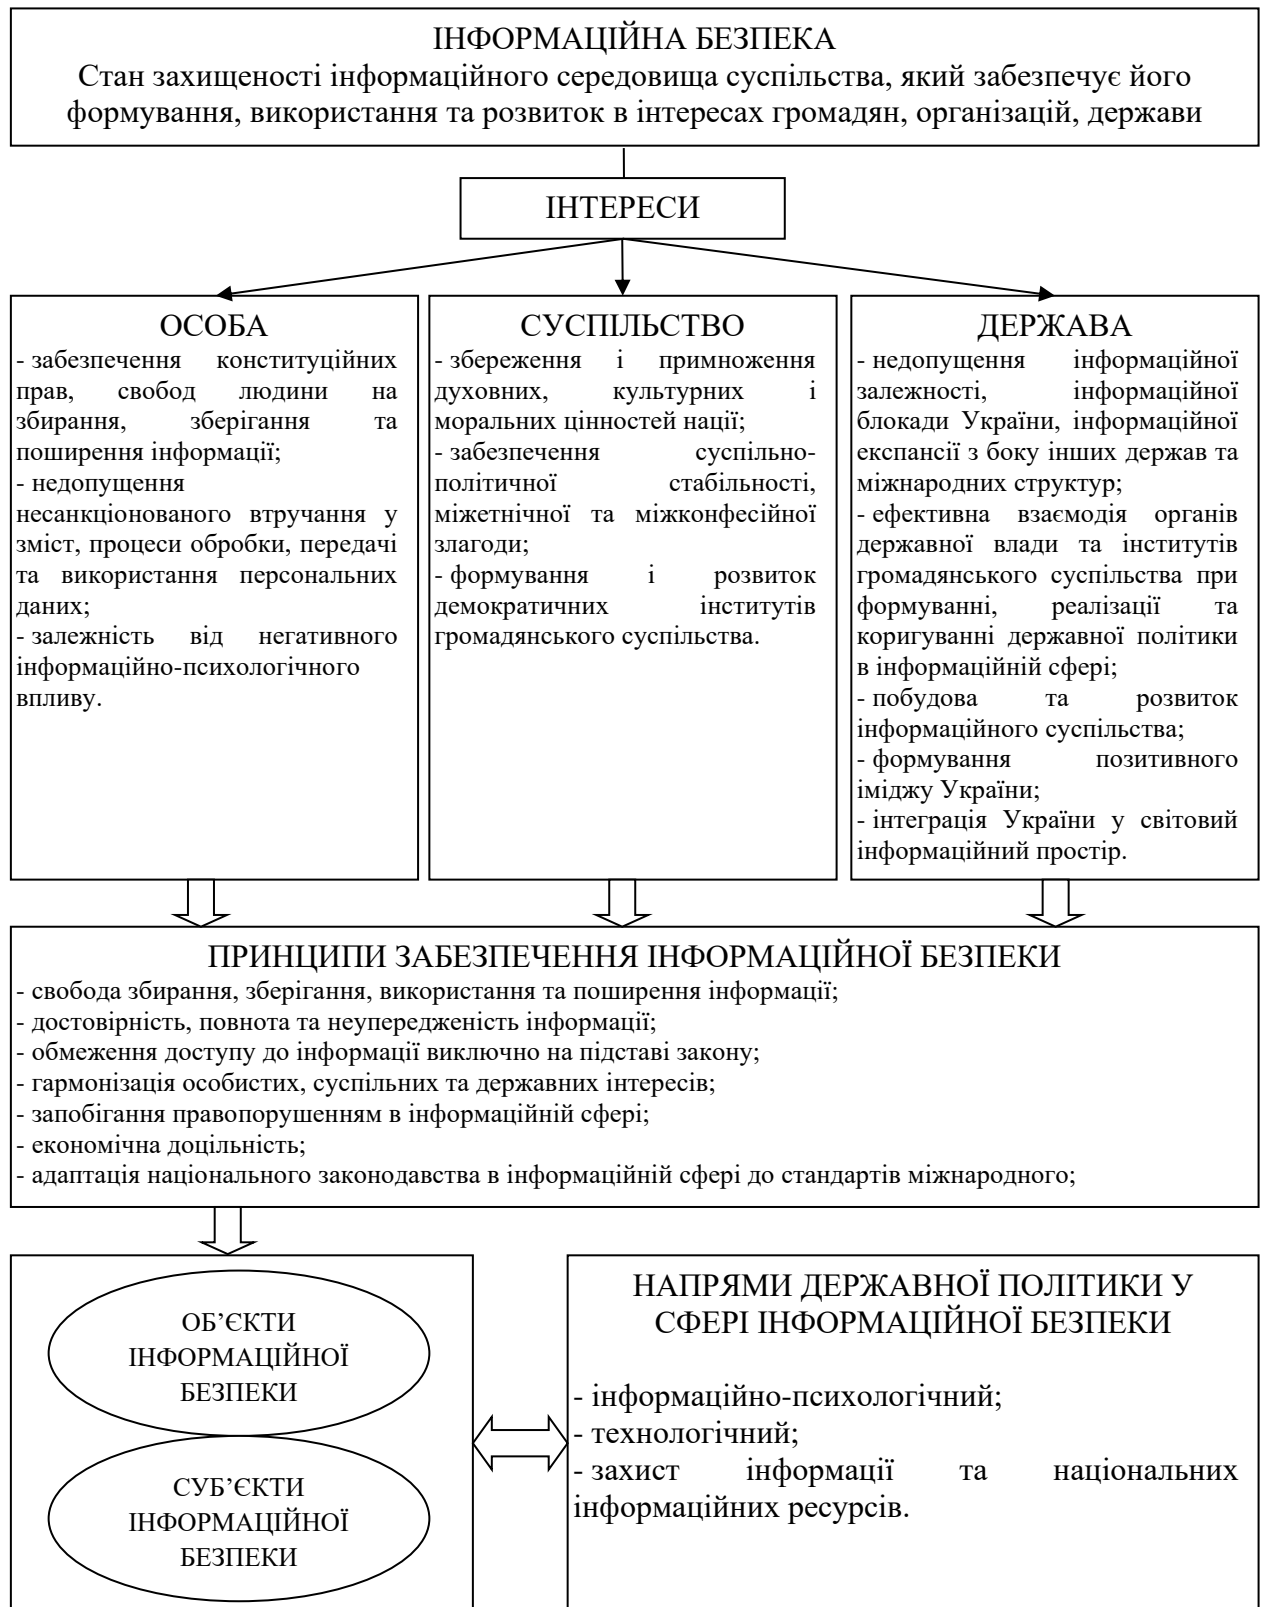 ІНФОРМАЦІЙНА БЕЗПЕКА
Стан захищеності інформаційного середовища суспільства, який забезпечує його
формування, використання та розвиток в інтересах громадян, організацій, держави
ІНТЕРЕСИ
ОСОБА
- забезпечення конституційних
прав, свобод людини на
збирання, зберігання та
поширення інформації;
- недопущення
несанкціонованого втручання у
зміст, процеси обробки, передачі
та використання персональних
даних;
- залежність від негативного
інформаційно-психологічного
впливу.
СУСПІЛЬСТВО
- збереження і примноження
духовних, культурних і
моральних цінностей нації;
- забезпечення суспільно-
політичної стабільності,
міжетнічної та міжконфесійної
злагоди;
- формування і розвиток
демократичних інститутів
громадянського суспільства.
ДЕРЖАВА
- недопущення інформаційної
залежності, інформаційної
блокади України, інформаційної
експансії з боку інших держав та
міжнародних структур;
- ефективна взаємодія органів
державної влади та інститутів
громадянського суспільства при
формуванні, реалізації та
коригуванні державної політики
в інформаційній сфері;
- побудова та розвиток
інформаційного суспільства;
- формування позитивного
іміджу України;
- інтеграція України у світовий
інформаційний простір.
ПРИНЦИПИ ЗАБЕЗПЕЧЕННЯ ІНФОРМАЦІЙНОЇ БЕЗПЕКИ
- свобода збирання, зберігання, використання та поширення інформації;
- достовірність, повнота та неупередженість інформації;
- обмеження доступу до інформації виключно на підставі закону;
- гармонізація особистих, суспільних та державних інтересів;
- запобігання правопорушенням в інформаційній сфері;
- економічна доцільність;
- адаптація національного законодавства в інформаційній сфері до стандартів міжнародного;
ОБ’ЄКТИ
ІНФОРМАЦІЙНОЇ
БЕЗПЕКИ
СУБ’ЄКТИ
ІНФОРМАЦІЙНОЇ
БЕЗПЕКИ
НАПРЯМИ ДЕРЖАВНОЇ ПОЛІТИКИ У
СФЕРІ ІНФОРМАЦІЙНОЇ БЕЗПЕКИ
- інформаційно-психологічний;
- технологічний;
- захист інформації та національних
інформаційних ресурсів.